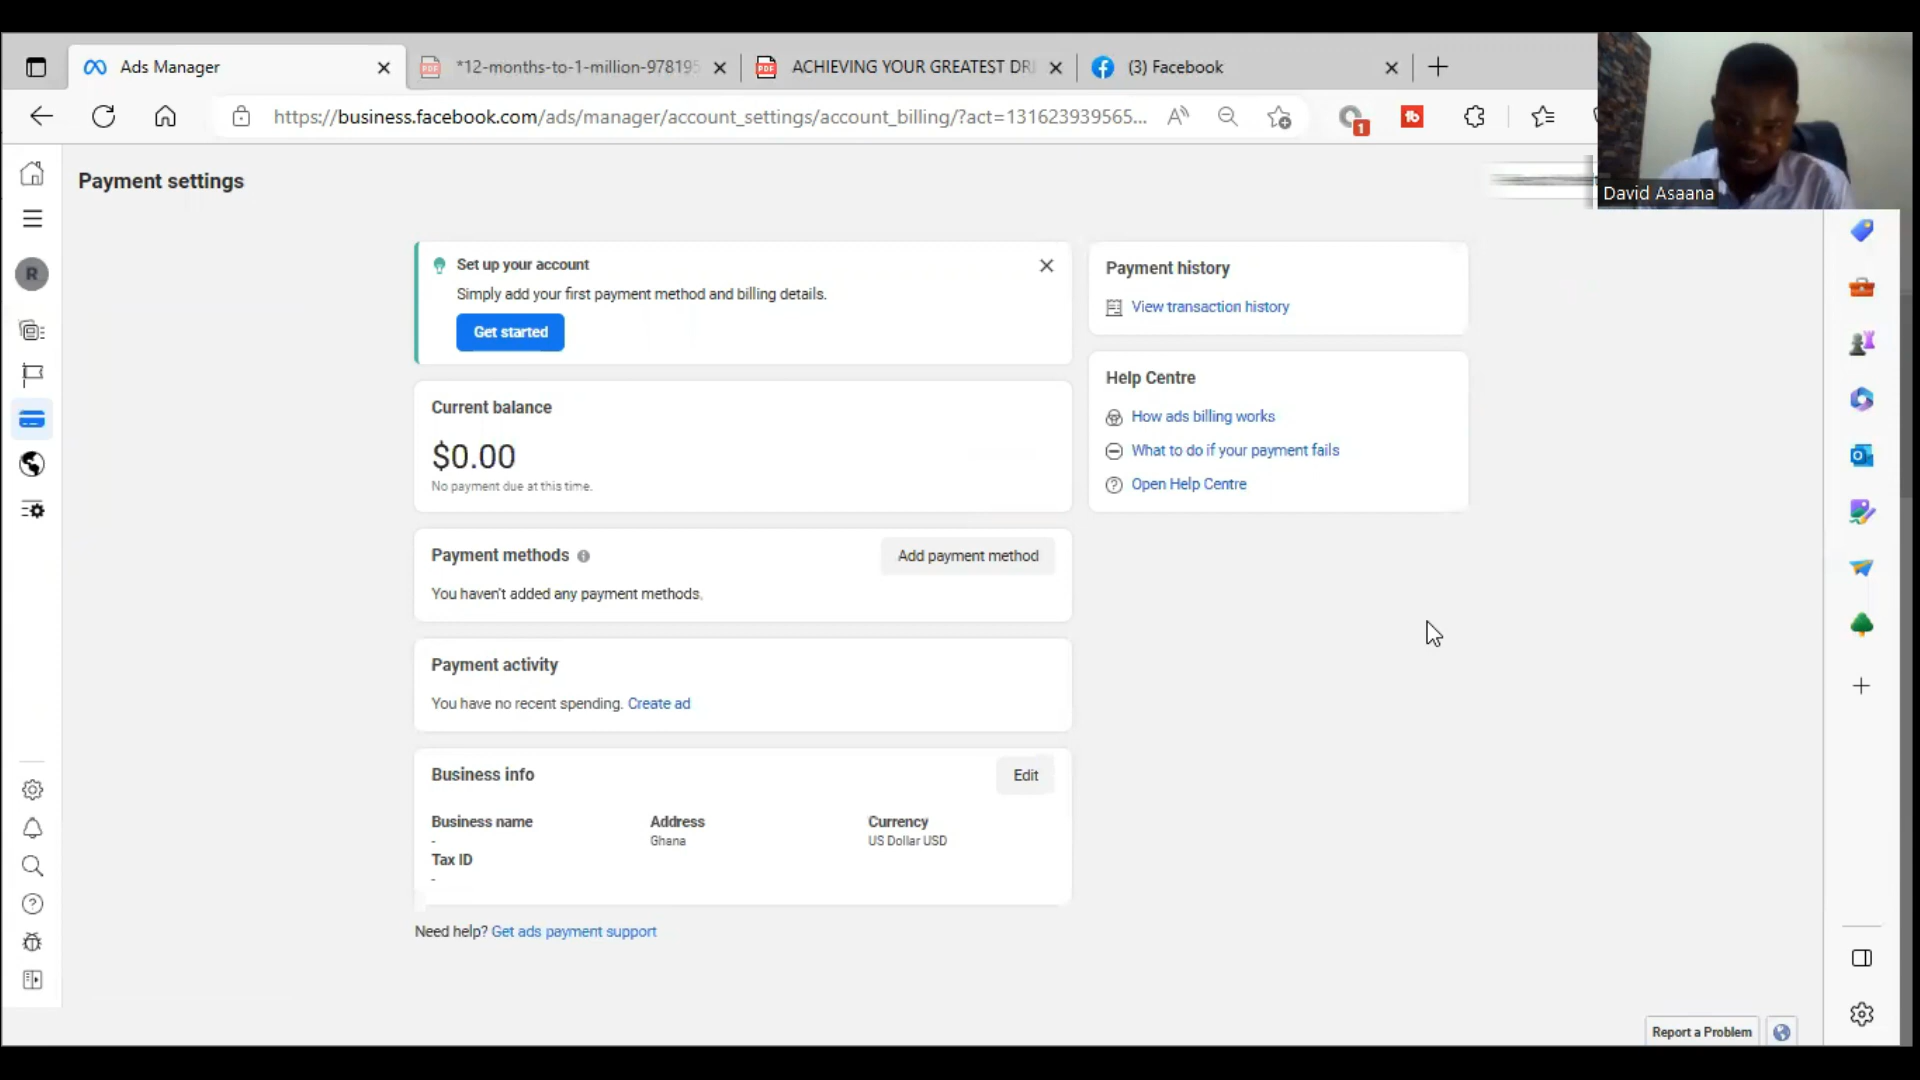 Ads Manager
*12-months-to-1-million-97819
ACHIEVING YOUR GREATEST DR
(3) Facebook
https://business.facebook.com/ads/manager/account_settings/account_billing/?act=131623939565...
1
David Asaana
Payment settings
R
Set up your account
Simply add your first payment method and billing details.
Get started
Payment history
View transaction history
Current balance
$0.00
No payment due at this time.
Help Centre
How ads billing works
What to do if your payment fails
Open Help Centre
Payment methods
Add payment method
You haven't added any payment methods.
Payment activity
You have no recent spending. Create ad
Business info
Edit
Business name
Address
Currency
-
Ghana
US Dollar USD
Tax ID
-
Need help? Get ads payment support
Report a Problem